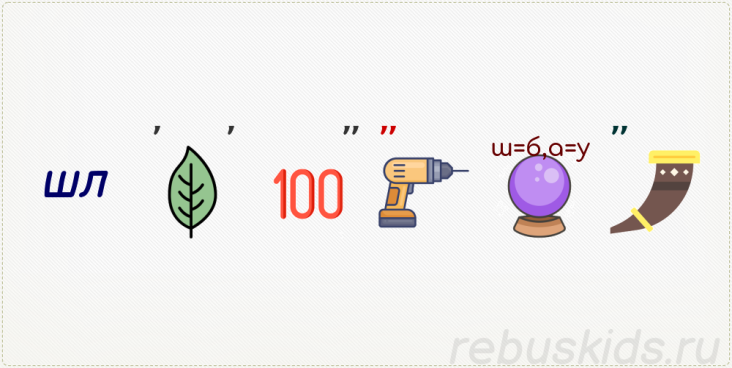 шл ’ ’ 100 ’’ ’’ ш=б,а=у ’’
rebuskids.ru